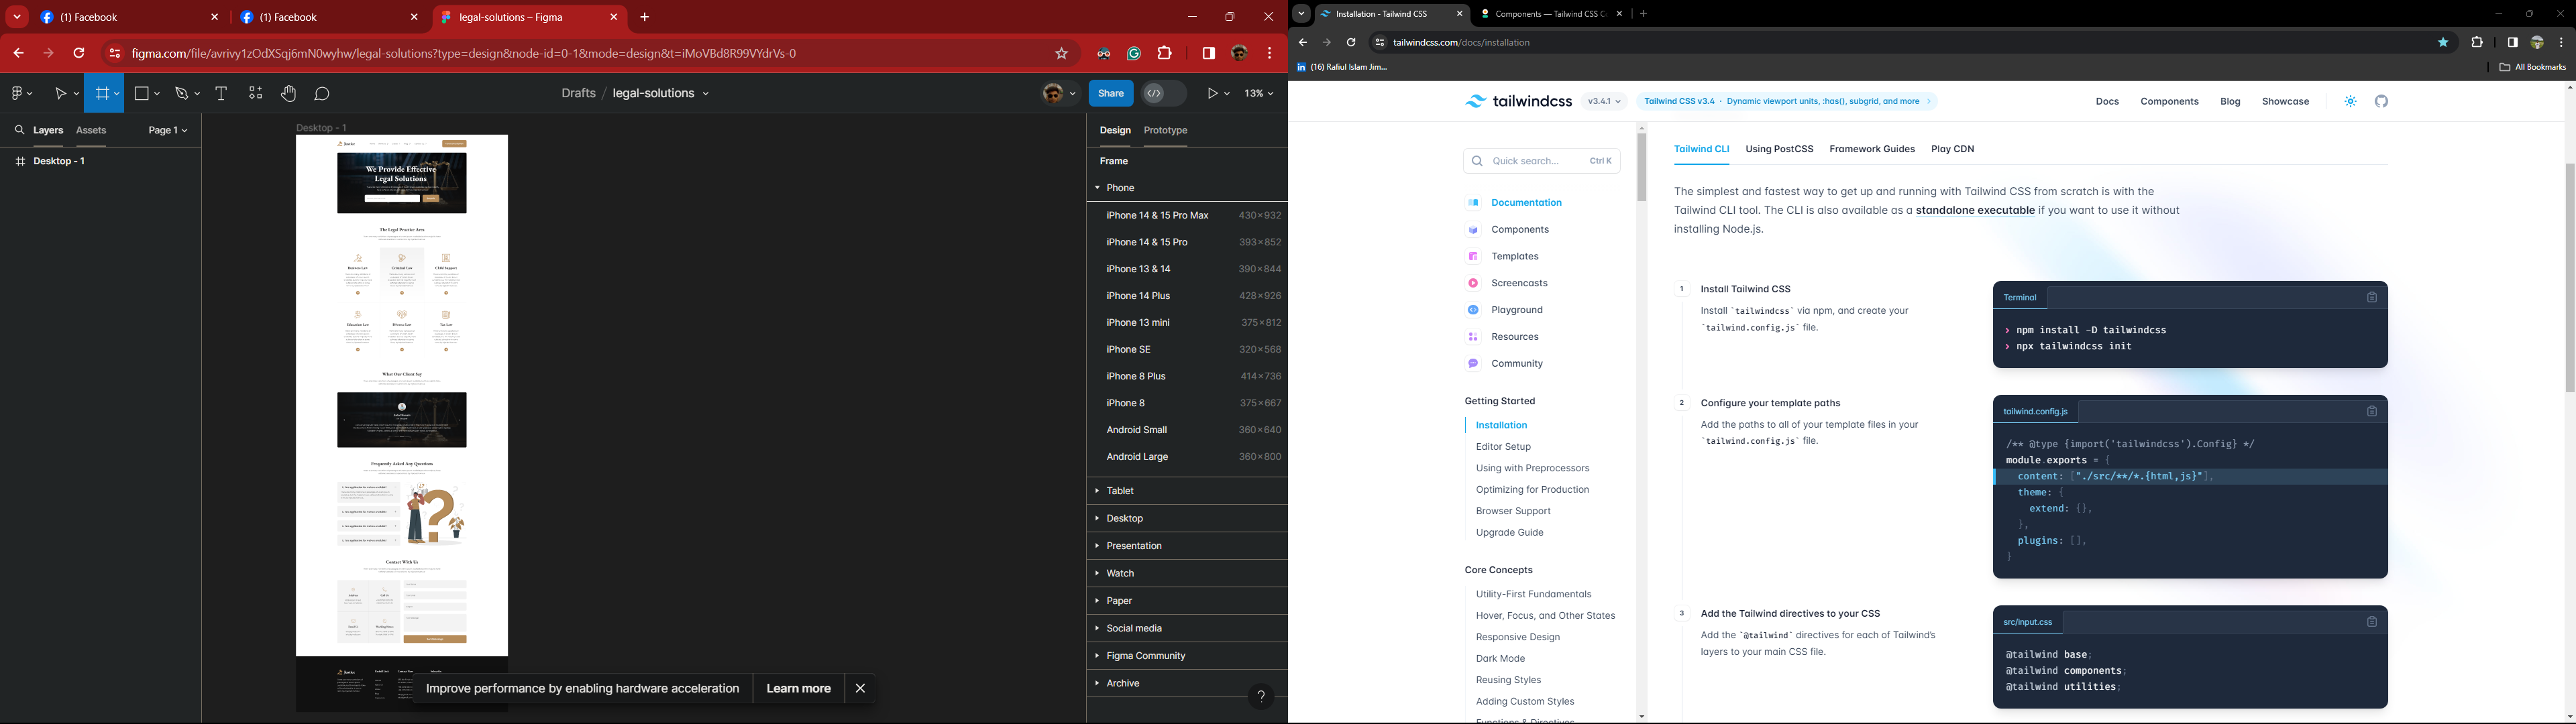 (1) Facebook
(1) Facebook
legal-solutions – Figma
figma.com/file/avrivy1zOdXSqj6mN0wyhw/legal-solutions?type=design&node-id=0-1&mode=design&t=iMoVBd8R99VYdrVs-0
Drafts / legal-solutions
Share
13%
Layers
Assets
Page 1
Desktop - 1
Desktop - 1
We Provide Effective
Legal Solutions
The Legal Practice Area
Business Law
Criminal Law
Child Support
Education Law
Divorce Law
Tax Law
What Our Client Say
Frequently Asked Any Questions
Contact With Us
Improve performance by enabling hardware acceleration
Learn more
Design
Prototype
Frame
Phone
iPhone 14 & 15 Pro Max 430×932
iPhone 14 & 15 Pro 393×852
iPhone 13 & 14 390×844
iPhone 14 Plus 428×926
iPhone 13 mini 375×812
iPhone SE 320×568
iPhone 8 Plus 414×736
iPhone 8 375×667
Android Small 360×640
Android Large 360×800
Tablet
Desktop
Presentation
Watch
Paper
Social media
Figma Community
Archive
?
Installation - Tailwind CSS
Components — Tailwind CSS C
tailwindcss.com/docs/installation
(16) Rafiul Islam Jim...
All Bookmarks
tailwindcss
v3.4.1
Tailwind CSS v3.4 · Dynamic viewport units, :has(), subgrid, and more
Docs
Components
Blog
Showcase
Quick search... Ctrl K
Documentation
Components
Templates
Screencasts
Playground
Resources
Community
Getting Started
Installation
Editor Setup
Using with Preprocessors
Optimizing for Production
Browser Support
Upgrade Guide
Core Concepts
Utility-First Fundamentals
Hover, Focus, and Other States
Responsive Design
Dark Mode
Reusing Styles
Adding Custom Styles
Functions & Directives
Tailwind CLI
Using PostCSS
Framework Guides
Play CDN
The simplest and fastest way to get up and running with Tailwind CSS from scratch is with the
Tailwind CLI tool. The CLI is also available as a standalone executable if you want to use it without
installing Node.js.
1 Install Tailwind CSS
Install `tailwindcss` via npm, and create your
`tailwind.config.js` file.
Terminal
> npm install -D tailwindcss
> npx tailwindcss init
2 Configure your template paths
Add the paths to all of your template files in your
`tailwind.config.js` file.
tailwind.config.js
/** @type {import('tailwindcss').Config} */
module.exports = {
content: ["./src/**/*.{html,js}"],
theme: {
extend: {},
},
plugins: [],
}
3 Add the Tailwind directives to your CSS
Add the `@tailwind` directives for each of Tailwind's
layers to your main CSS file.
src/input.css
@tailwind base;
@tailwind components;
@tailwind utilities;